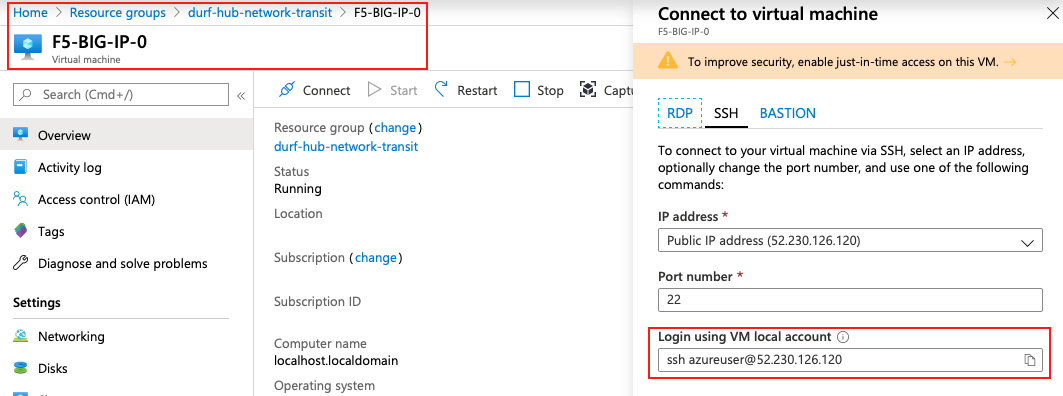 Home > Resource groups > durf-hub-network-transit > F5-BIG-IP-0
F5-BIG-IP-0
Virtual machine
Search (Cmd+/)
«
Overview
Activity log
Access control (IAM)
Tags
Diagnose and solve problems
Settings
Networking
Disks
Connect
Start
Restart
Stop
Captu
Resource group (change)
durf-hub-network-transit
Status
Running
Location
Subscription (change)
Subscription ID
Computer name
localhost.localdomain
Operating system
Connect to virtual machine
F5-BIG-IP-0
To improve security, enable just-in-time access on this VM. →
RDP
SSH
BASTION
To connect to your virtual machine via SSH, select an IP address,
optionally change the port number, and use one of the following
commands:
IP address *
Public IP address (52.230.126.120)
Port number *
22
Login using VM local account
ssh azureuser@52.230.126.120